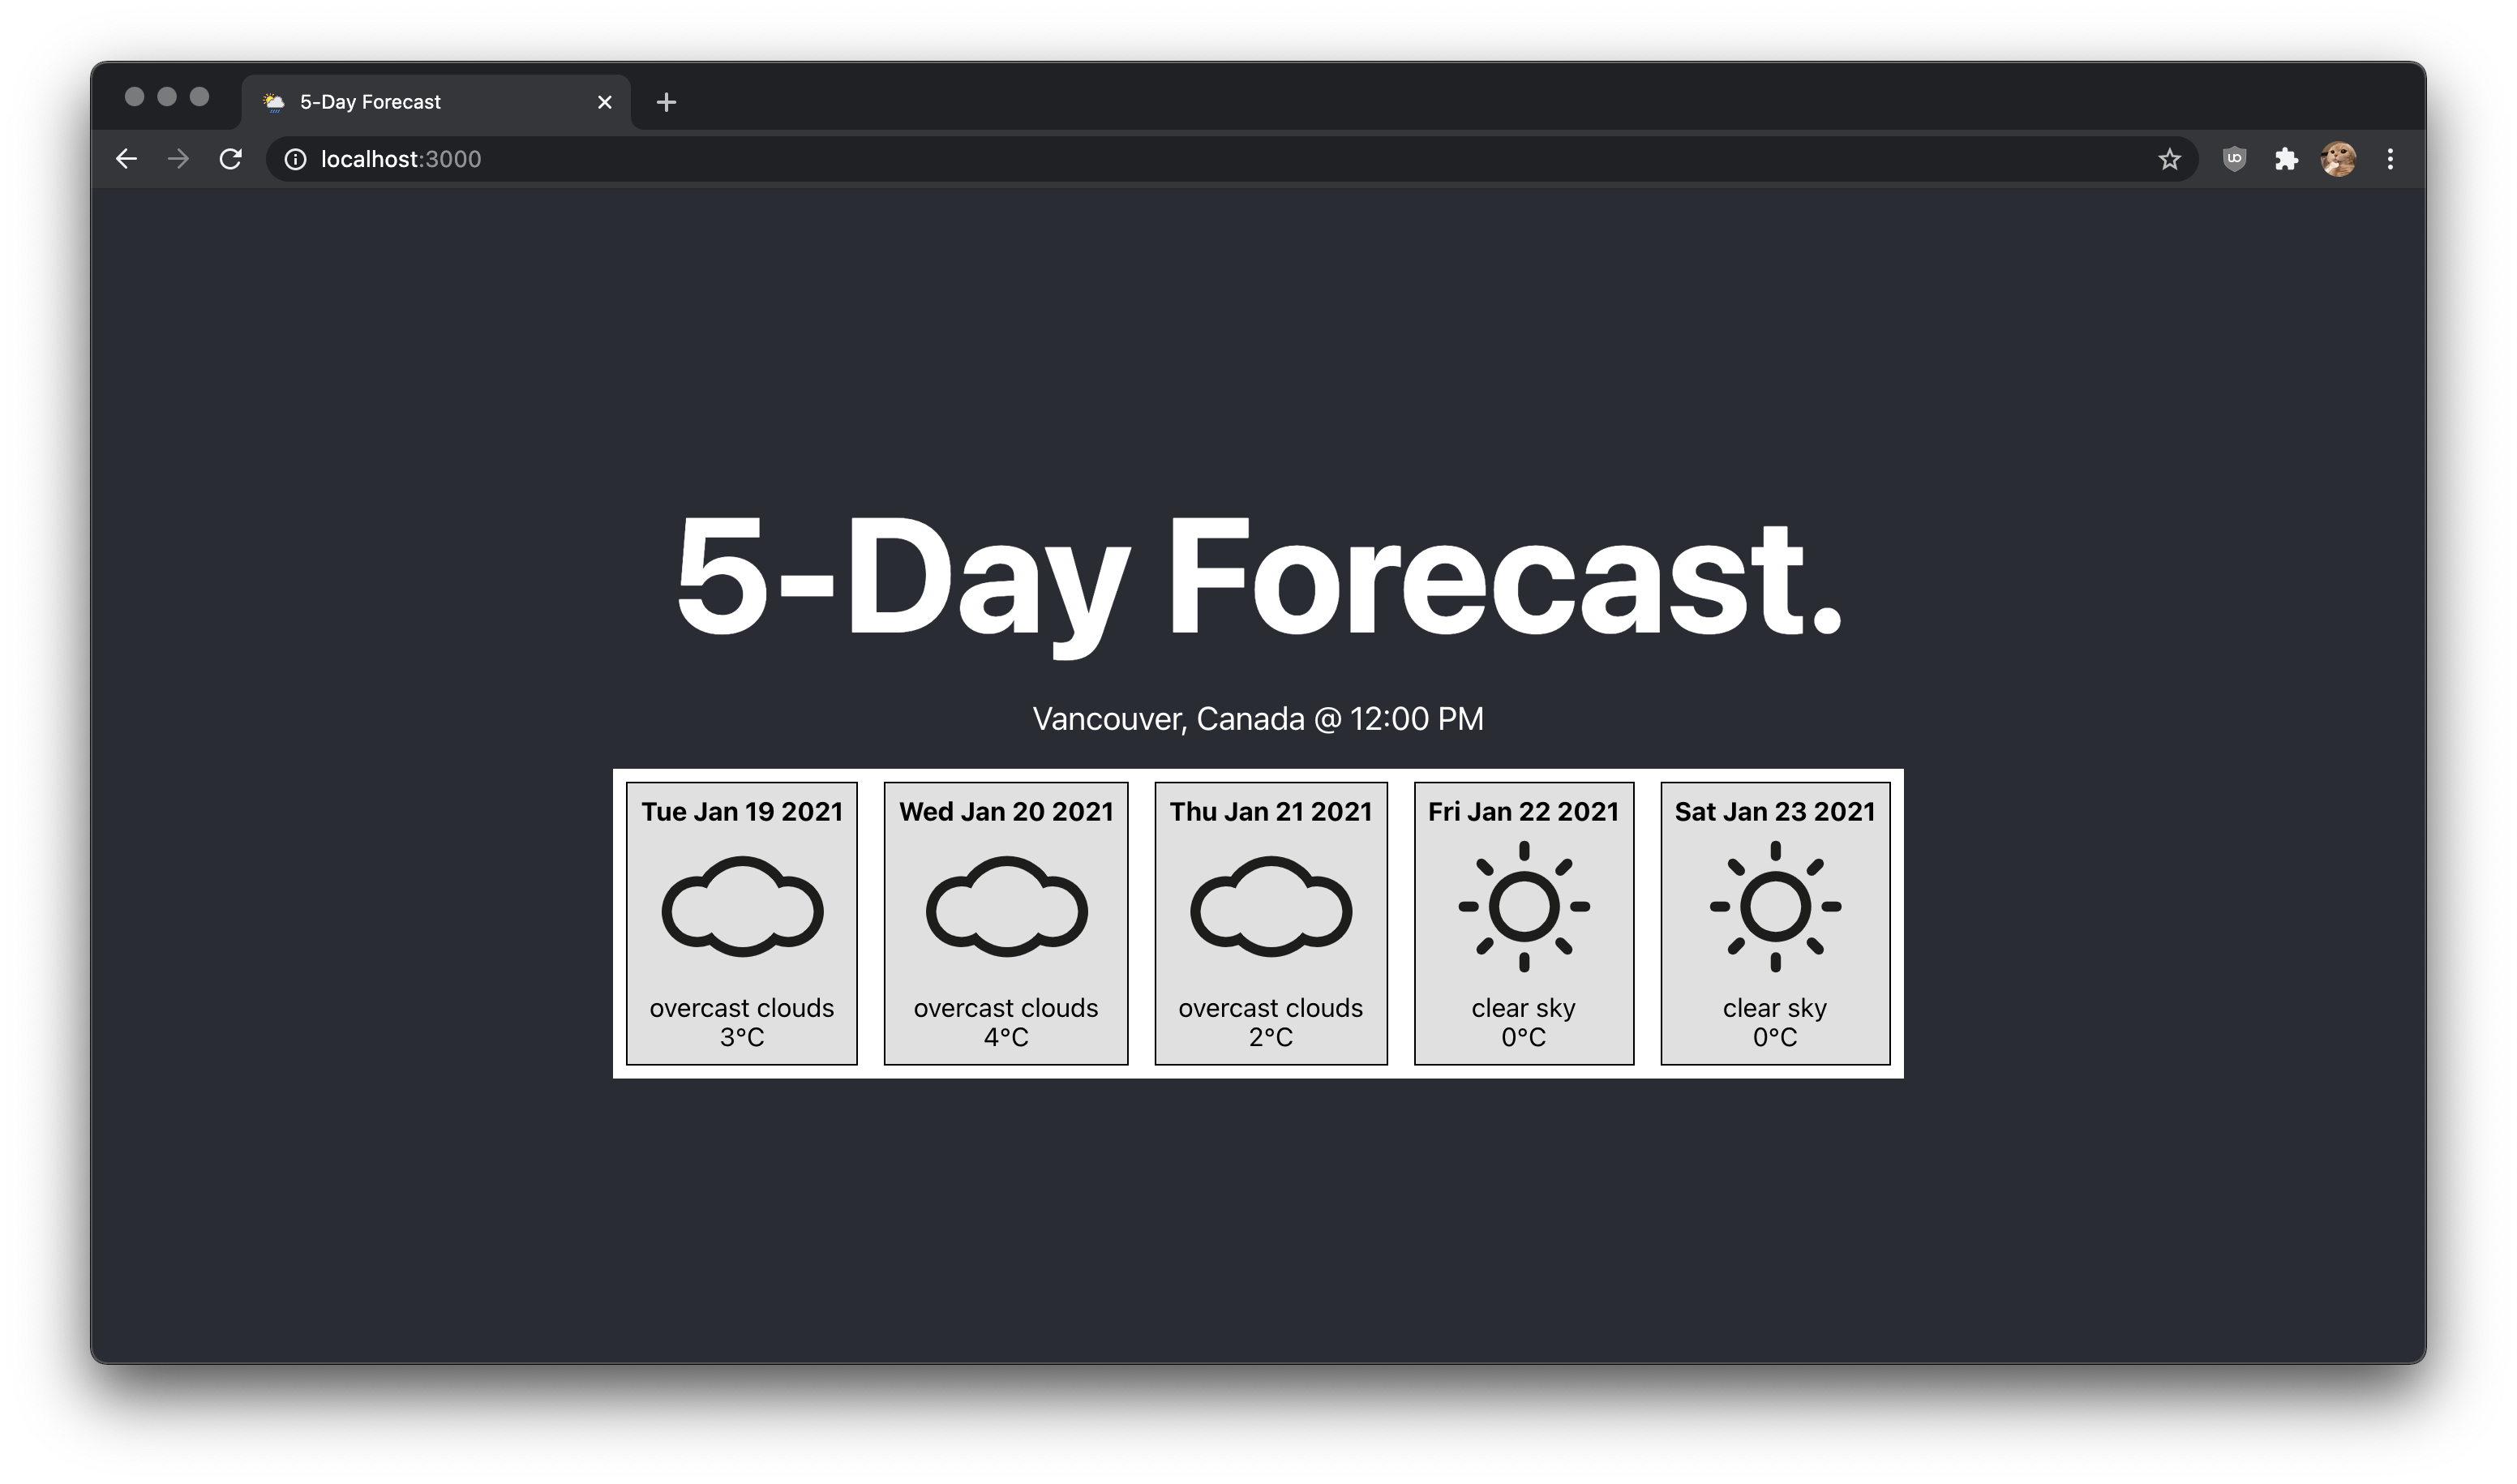 5-Day Forecast
localhost:3000
5-Day Forecast.
Vancouver, Canada @ 12:00 PM
Tue Jan 19 2021
overcast clouds
3°C
Wed Jan 20 2021
overcast clouds
4°C
Thu Jan 21 2021
overcast clouds
2°C
Fri Jan 22 2021
clear sky
0°C
Sat Jan 23 2021
clear sky
0°C